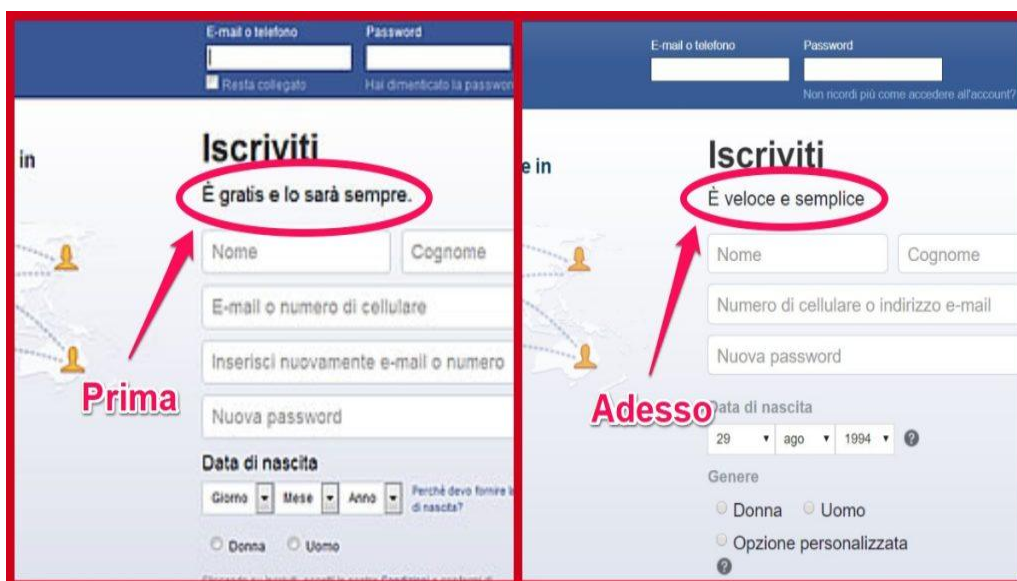 E-mail o telefono Password
Resta collegato Hai dimenticato la passwor
in
Iscriviti
È gratis e lo sarà sempre.
Nome Cognome
E-mail o numero di cellulare
Inserisci nuovamente e-mail o numero
Prima
Nuova password
Data di nascita
Giorno Mese Anno Perché devo fornire la
di nascita?
Donna Uomo
E-mail o telefono Password
Non ricordi più come accedere all'account?
e in
Iscriviti
È veloce e semplice
Nome Cognome
Numero di cellulare o indirizzo e-mail
Nuova password
Adesso
Data di nascita
29 ago 1994 ?
Genere
Donna Uomo
Opzione personalizzata
?